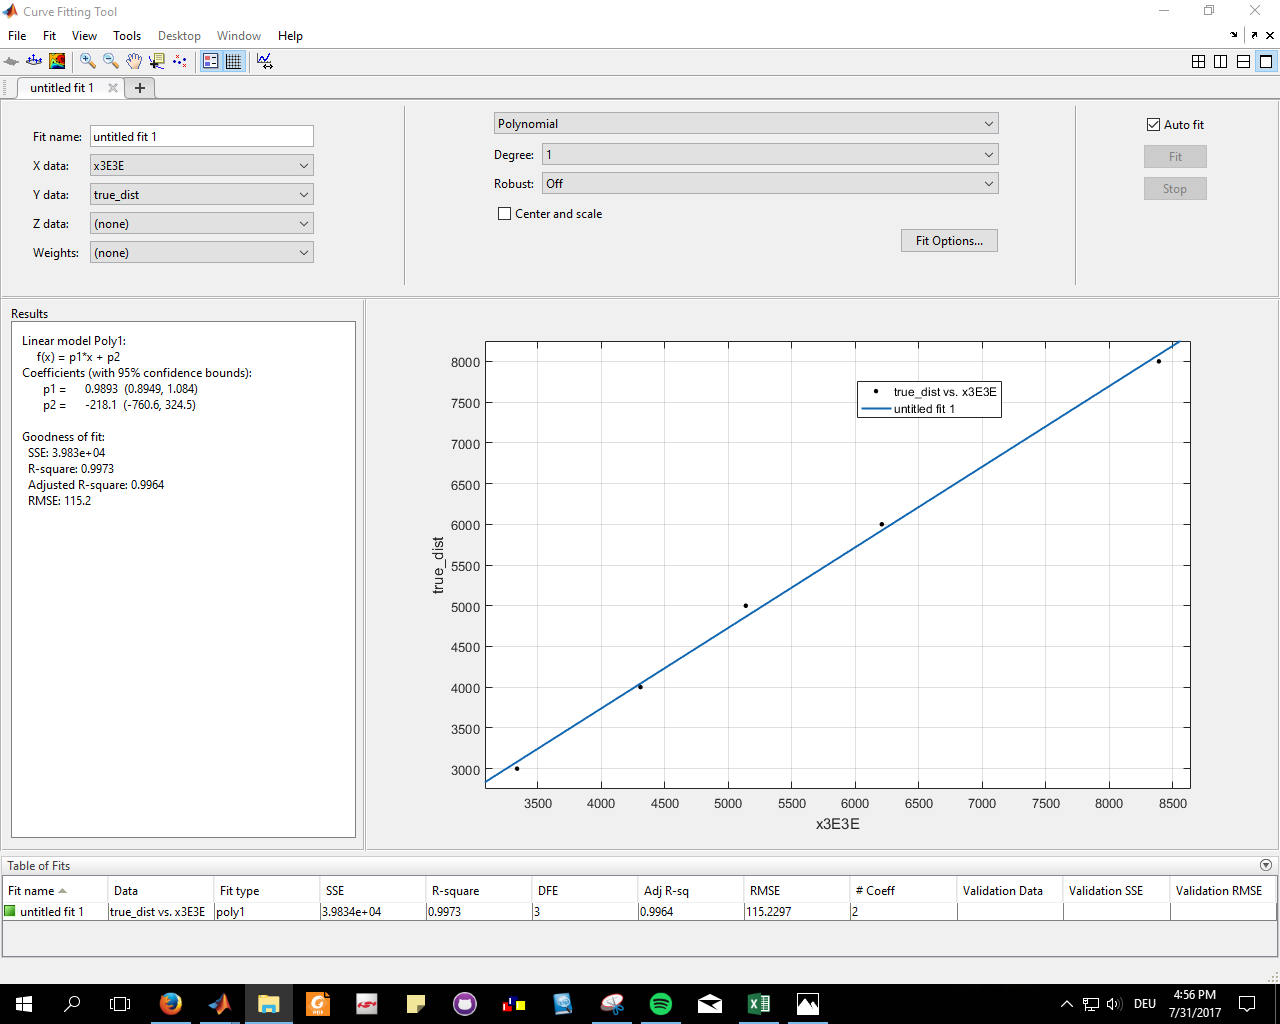 Curve Fitting Tool
File Fit View Tools Desktop Window Help
untitled fit 1
Fit name: untitled fit 1
X data: x3E3E
Y data: true_dist
Z data: (none)
Weights: (none)
Polynomial
Degree: 1
Robust: Off
Center and scale
Fit Options...
Auto fit
Fit
Stop
Results
Linear model Poly1:
f(x) = p1*x + p2
Coefficients (with 95% confidence bounds):
p1 = 0.9893 (0.8949, 1.084)
p2 = -218.1 (-760.6, 324.5)
Goodness of fit:
SSE: 3.983e+04
R-square: 0.9973
Adjusted R-square: 0.9964
RMSE: 115.2
8000
7500
7000
6500
6000
5500
5000
4500
4000
3500
3000
true_dist
true_dist vs. x3E3E
untitled fit 1
3500 4000 4500 5000 5500 6000 6500 7000 7500 8000 8500
x3E3E
Table of Fits
Fit name Data Fit type SSE R-square DFE Adj R-sq RMSE # Coeff Validation Data Validation SSE Validation RMSE
untitled fit 1 true_dist vs. x3E3E poly1 3.9834e+04 0.9973 3 0.9964 115.2297 2
PDF
DEU
4:56 PM
7/31/2017